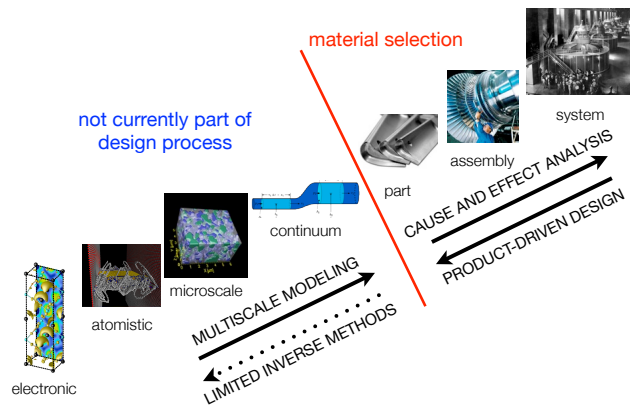 material selection
system
not currently part of
design process
assembly
part
continuum
microscale
atomistic
electronic
CAUSE AND EFFECT ANALYSIS
PRODUCT-DRIVEN DESIGN
MULTISCALE MODELING
LIMITED INVERSE METHODS